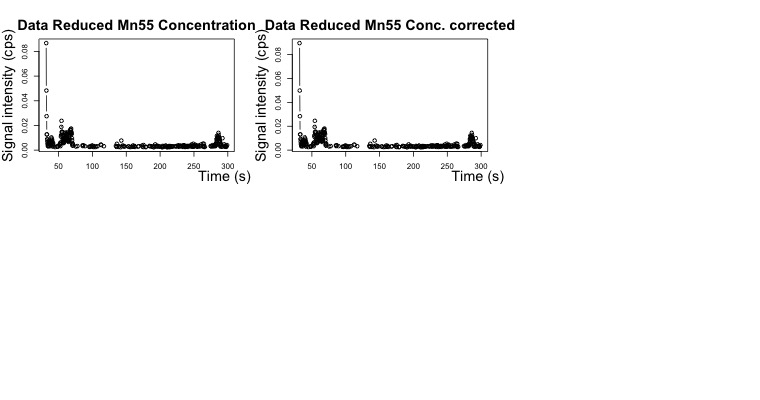 Data Reduced Mn55 Concentration
Signal intensity (cps)
0.00 0.02 0.04 0.06 0.08
50 100 150 200 250 300
Time (s)
Data Reduced Mn55 Conc. corrected
Signal intensity (cps)
0.00 0.02 0.04 0.06 0.08
50 100 150 200 250 300
Time (s)